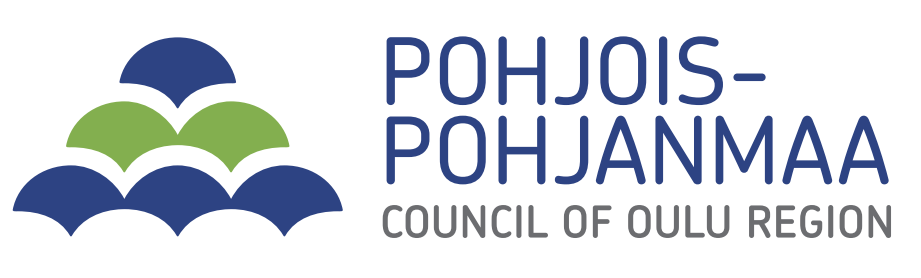 POHJOIS-
POHJANMAA
COUNCIL OF OULU REGION